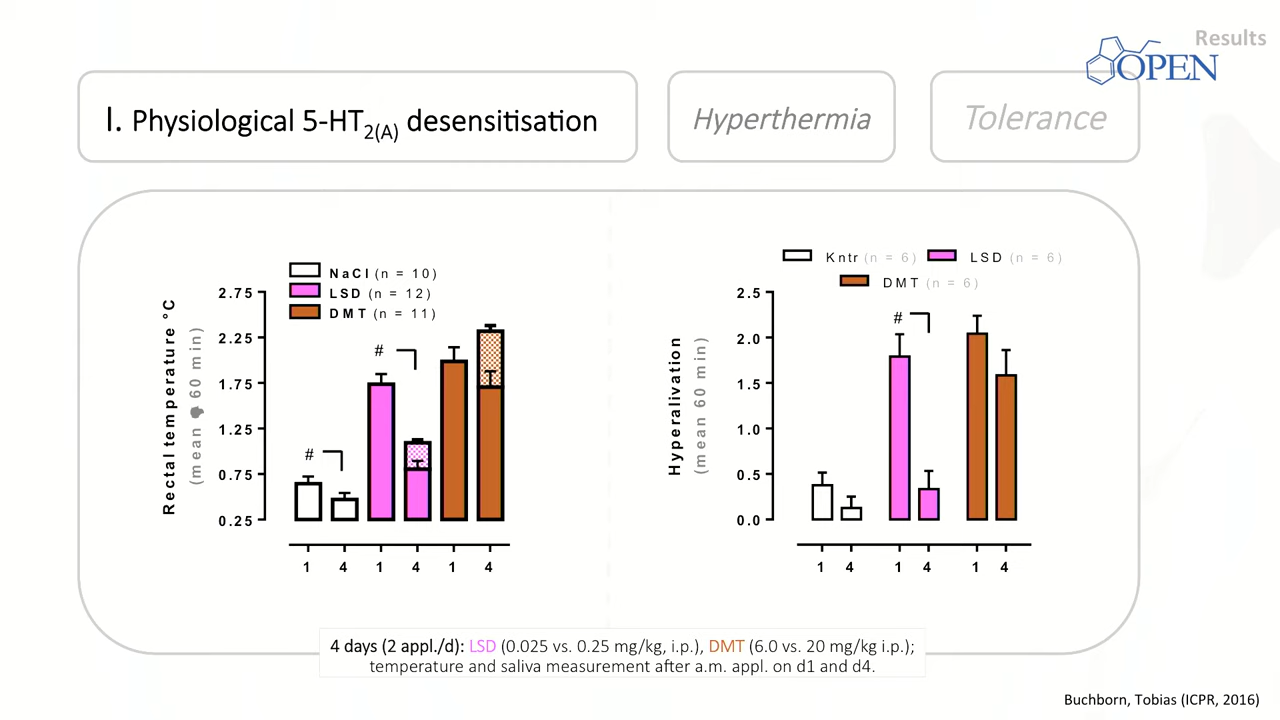 Results
OPEN
I. Physiological 5-HT2(A) desensitisation
Hyperthermia
Tolerance
NaCl (n = 10)
LSD (n = 12)
DMT (n = 11)
Rectal temperature °C
(mean 60 min)
2.75
2.25
1.75
1.25
0.75
0.25
#
#
1 4 1 4 1 4
Kntr (n = 6) LSD (n = 6)
DMT (n = 6)
Hyperalivation
(mean 60 min)
2.5
2.0
1.5
1.0
0.5
0.0
#
1 4 1 4 1 4
4 days (2 appl./d): LSD (0.025 vs. 0.25 mg/kg, i.p.), DMT (6.0 vs. 20 mg/kg i.p.);
temperature and saliva measurement after a.m. appl. on d1 and d4.
Buchborn, Tobias (ICPR, 2016)